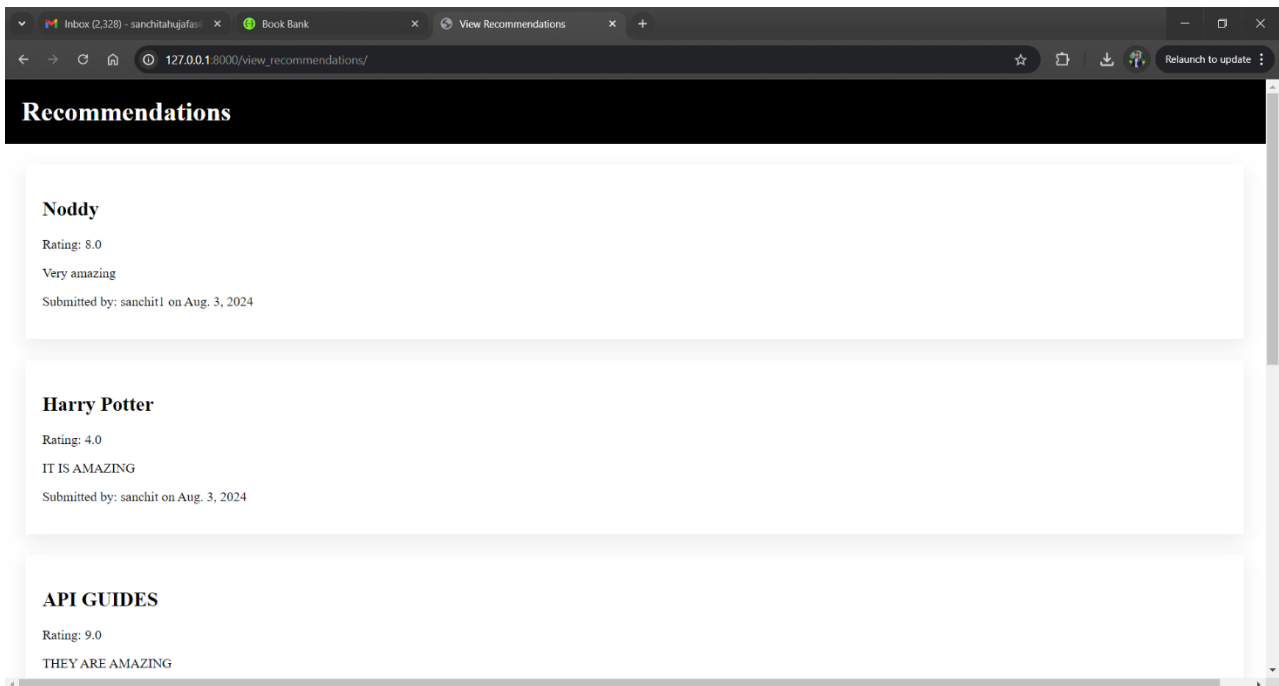 Inbox (2,328) - sanchitahujafas
Book Bank
View Recommendations
127.0.0.1:8000/view_recommendations/
Relaunch to update
Recommendations
Noddy
Rating: 8.0
Very amazing
Submitted by: sanchit1 on Aug. 3, 2024
Harry Potter
Rating: 4.0
IT IS AMAZING
Submitted by: sanchit on Aug. 3, 2024
API GUIDES
Rating: 9.0
THEY ARE AMAZING